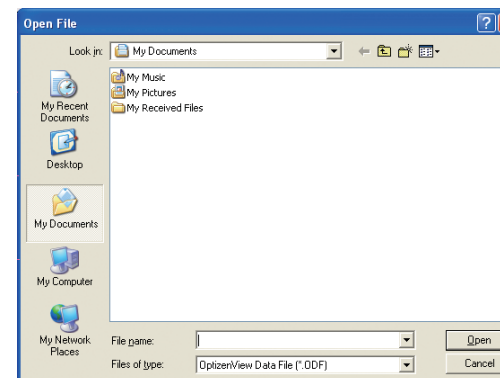 Open File
?
Look in:
My Documents
My Recent
Documents
Desktop
My Documents
My Computer
My Network
Places
My Music
My Pictures
My Received Files
File name:
Open
Files of type:
OptizenView Data File (*.ODF)
Cancel